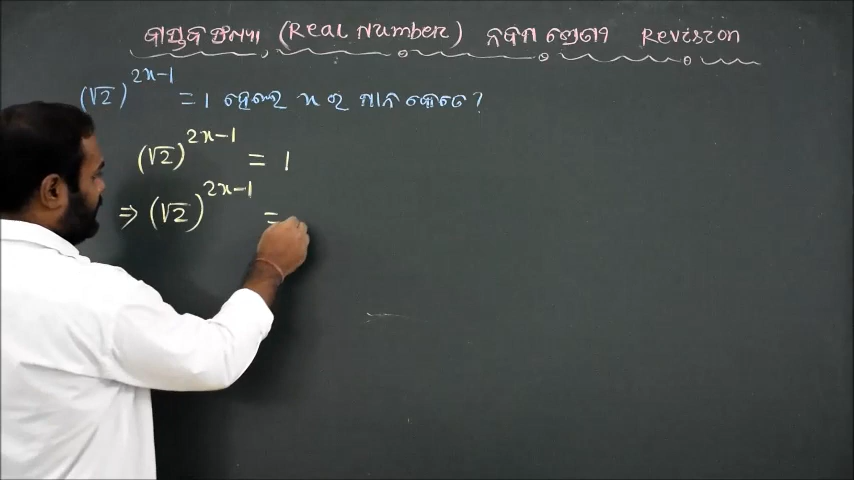 ବାସ୍ତବ ସଂଖ୍ୟା (Real Number) ନବମ ଶ୍ରେଣୀ Revision
(√2)^{2x-1} = 1 ହେଲେ x ର ମାନ କେତେ ?
(√2)^{2x-1} = 1
⇒ (√2)^{2x-1} =